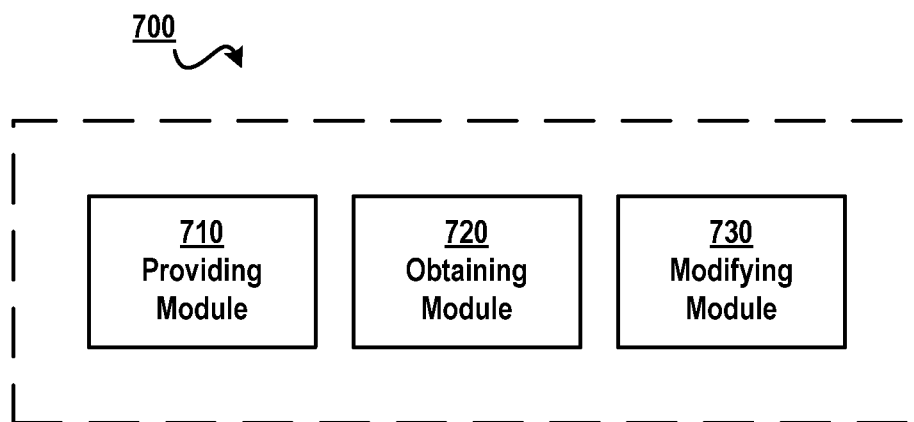 700
710
Providing
Module
720
Obtaining
Module
730
Modifying
Module